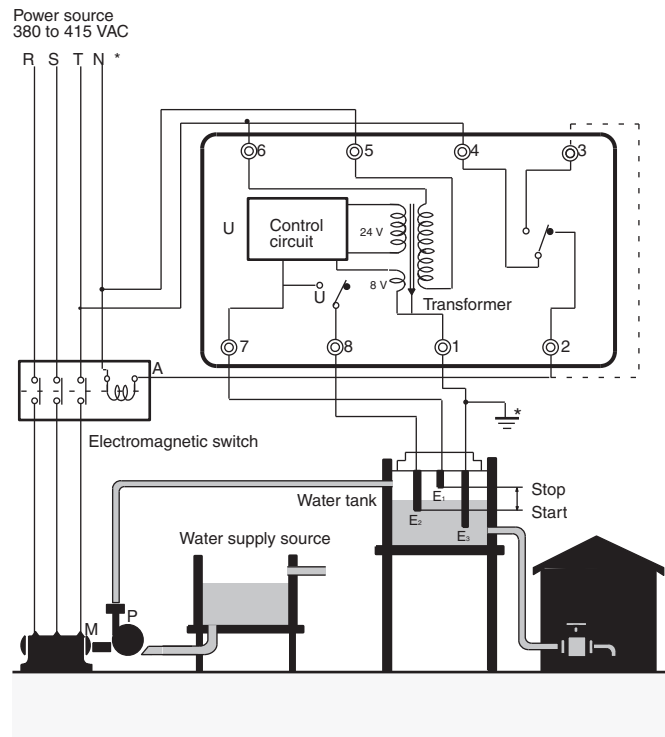 Power source
380 to 415 VAC
R S T N *
6 5 4 3
U
Control
circuit
24 V
8 V
U
Transformer
7 8 1 2
A
*
Electromagnetic switch
Water tank
E1
E2
E3
Stop
Start
Water supply source
P
M